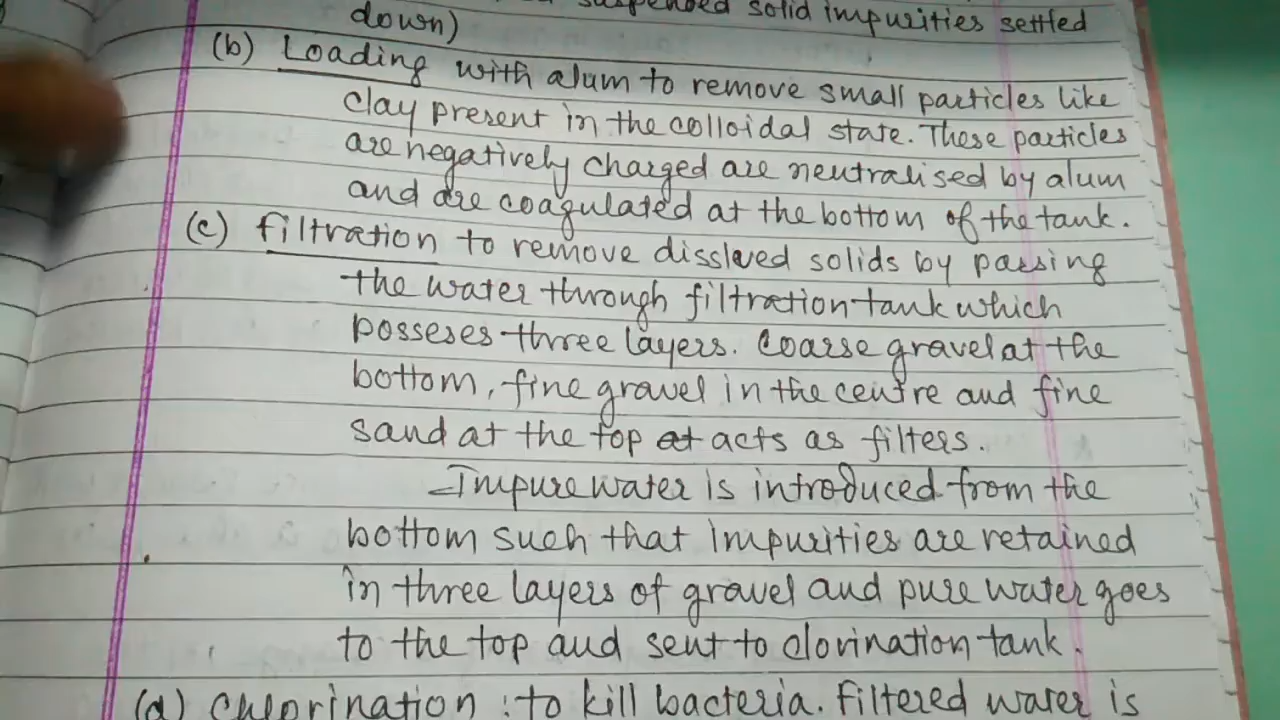 suspended solid impurities settled
down)
(b) Loading with alum to remove small particles like
clay present in the colloidal state. These particles
are negatively charged are neutralised by alum
and are coagulated at the bottom of the tank.
(c) filtration to remove disslved solids by passing
the water through filtration tank which
posseses three layers. Coarse gravel at the
bottom, fine gravel in the centre and fine
sand at the top at acts as filters.
Impure water is introduced from the
bottom such that impurities are retained
in three layers of gravel and pure water goes
to the top and sent to clorination tank.
(d) Chlorination : to kill bacteria. Filtered water is